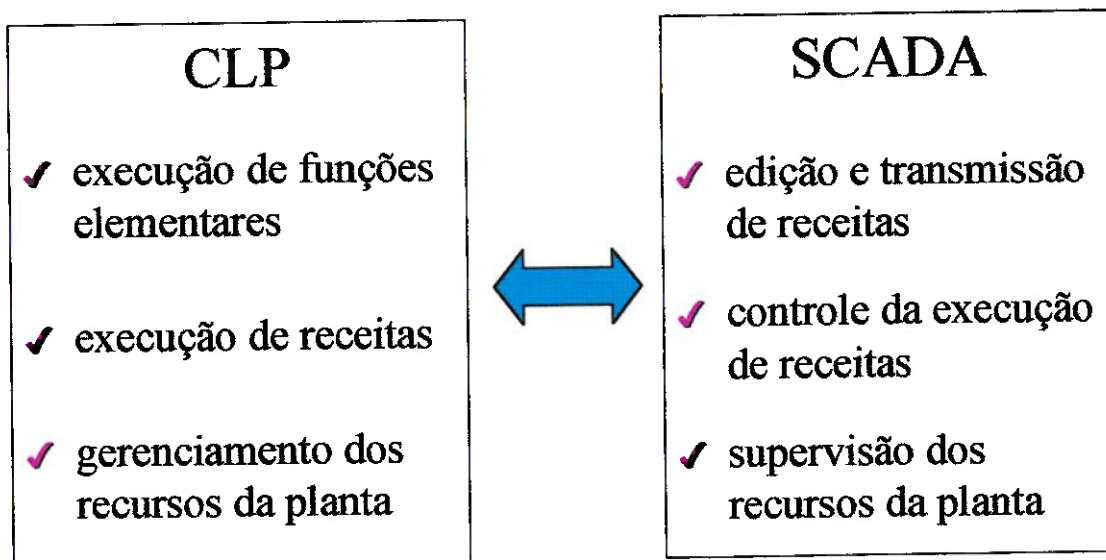 CLP
execução de funções
elementares
execução de receitas
gerenciamento dos
recursos da planta
SCADA
edição e transmissão
de receitas
controle da execução
de receitas
supervisão dos
recursos da planta